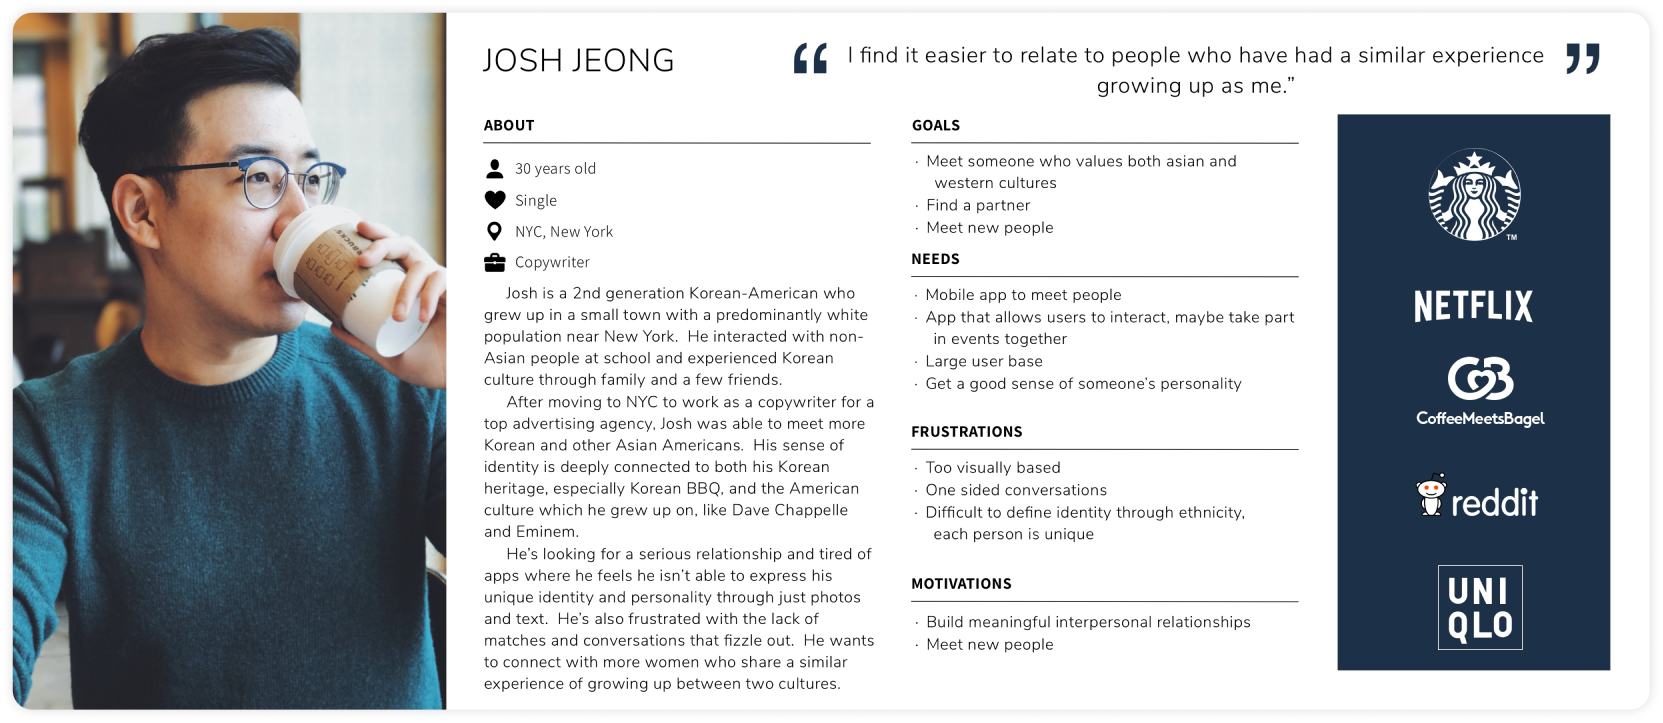 JOSH JEONG
“ I find it easier to relate to people who have had a similar experience ”
growing up as me.”
ABOUT
30 years old
Single
NYC, New York
Copywriter
Josh is a 2nd generation Korean-American who
grew up in a small town with a predominantly white
population near New York.  He interacted with non-
Asian people at school and experienced Korean
culture through family and a few friends.
After moving to NYC to work as a copywriter for a
top advertising agency, Josh was able to meet more
Korean and other Asian Americans.  His sense of
identity is deeply connected to both his Korean
heritage, especially Korean BBQ, and the American
culture which he grew up on, like Dave Chappelle
and Eminem.
He’s looking for a serious relationship and tired of
apps where he feels he isn’t able to express his
unique identity and personality through just photos
and text.  He’s also frustrated with the lack of
matches and conversations that fizzle out.  He wants
to connect with more women who share a similar
experience of growing up between two cultures.
GOALS
· Meet someone who values both asian and
western cultures
· Find a partner
· Meet new people
NEEDS
· Mobile app to meet people
· App that allows users to interact, maybe take part
in events together
· Large user base
· Get a good sense of someone’s personality
FRUSTRATIONS
· Too visually based
· One sided conversations
· Difficult to define identity through ethnicity,
each person is unique
MOTIVATIONS
· Build meaningful interpersonal relationships
· Meet new people
TM
NETFLIX
CMB
CoffeeMeetsBagel
reddit
UNI
QLO